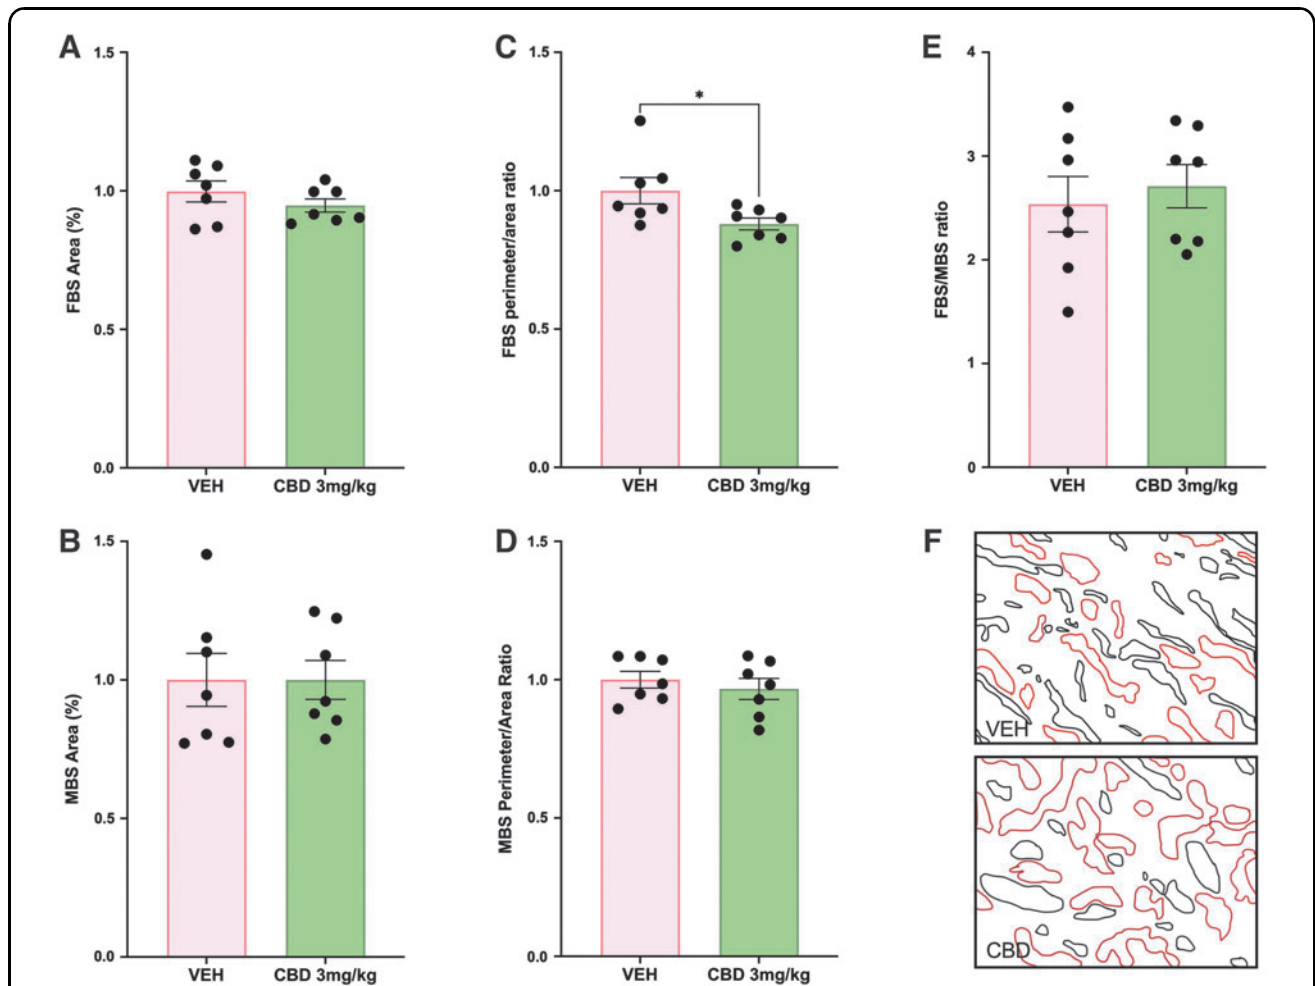 A
1.5
1.0
0.5
0.0
FBS Area (%)
VEH
CBD 3mg/kg
C
1.5
1.0
0.5
0.0
FBS perimeter/area ratio
*
VEH
CBD 3mg/kg
E
4
3
2
1
0
FBS/MBS ratio
VEH
CBD 3mg/kg
B
1.5
1.0
0.5
0.0
MBS Area (%)
VEH
CBD 3mg/kg
D
1.5
1.0
0.5
0.0
MBS Perimeter/Area Ratio
VEH
CBD 3mg/kg
F
VEH
CBD